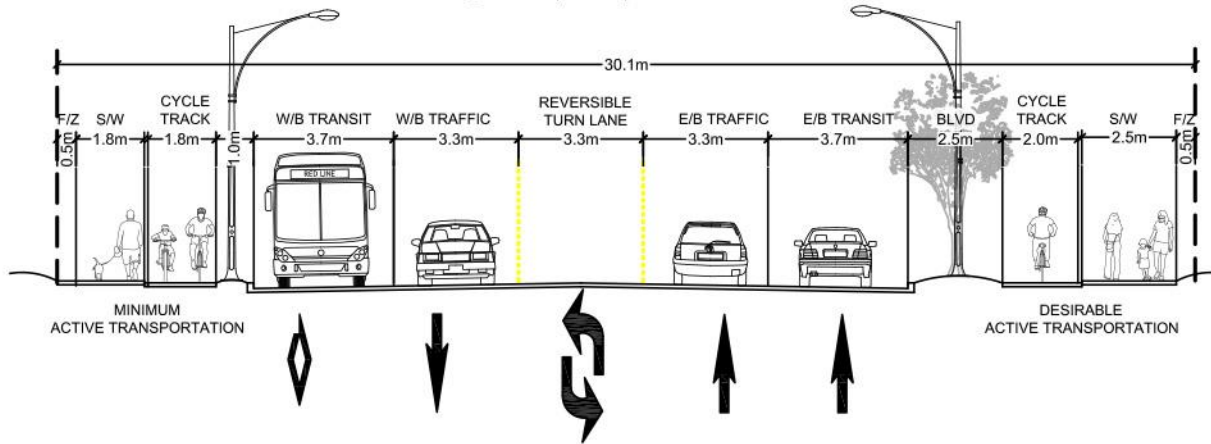 30.1m
F/Z
0.5m
S/W
1.8m
CYCLE
TRACK
1.8m
1.0m
W/B TRANSIT
3.7m
W/B TRAFFIC
3.3m
REVERSIBLE
TURN LANE
3.3m
E/B TRAFFIC
3.3m
E/B TRANSIT
3.7m
BLVD
2.5m
CYCLE
TRACK
2.0m
S/W
2.5m
F/Z
0.5m
RED LINE
MINIMUM
ACTIVE TRANSPORTATION
DESIRABLE
ACTIVE TRANSPORTATION